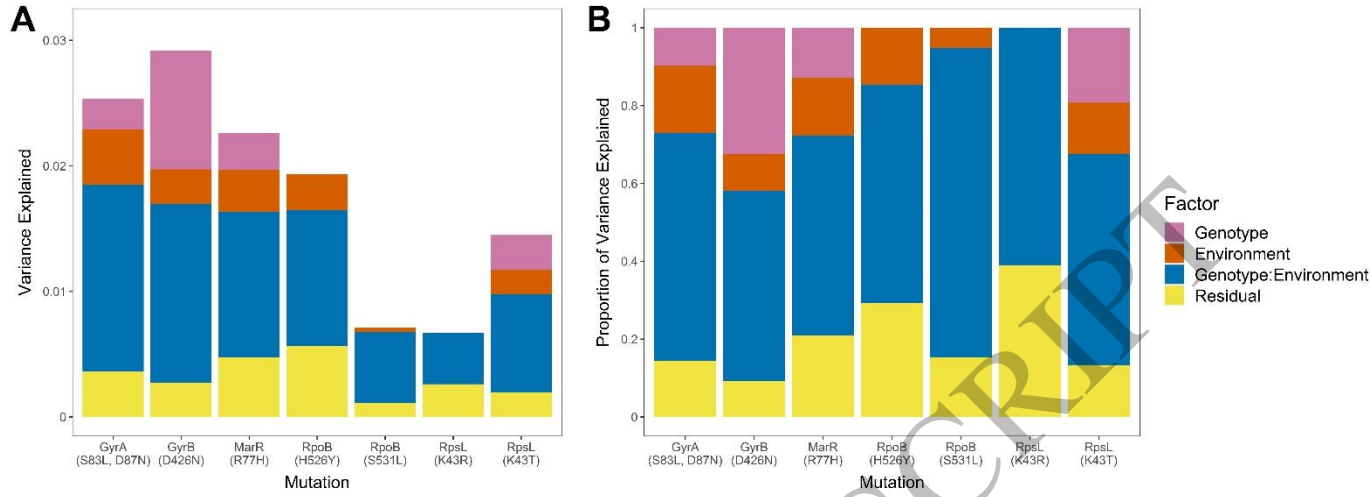 A
Variance Explained
0.03
0.02
0.01
0
GyrA
(S83L, D87N)
GyrB
(D426N)
MarR
(R77H)
RpoB
(H526Y)
RpoB
(S531L)
RpsL
(K43R)
RpsL
(K43T)
Mutation
B
Proportion of Variance Explained
1
0.8
0.6
0.4
0.2
0
GyrA
(S83L, D87N)
GyrB
(D426N)
MarR
(R77H)
RpoB
(H526Y)
RpoB
(S531L)
RpsL
(K43R)
RpsL
(K43T)
Mutation
Factor
Genotype
Environment
Genotype:Environment
Residual
CRIPT